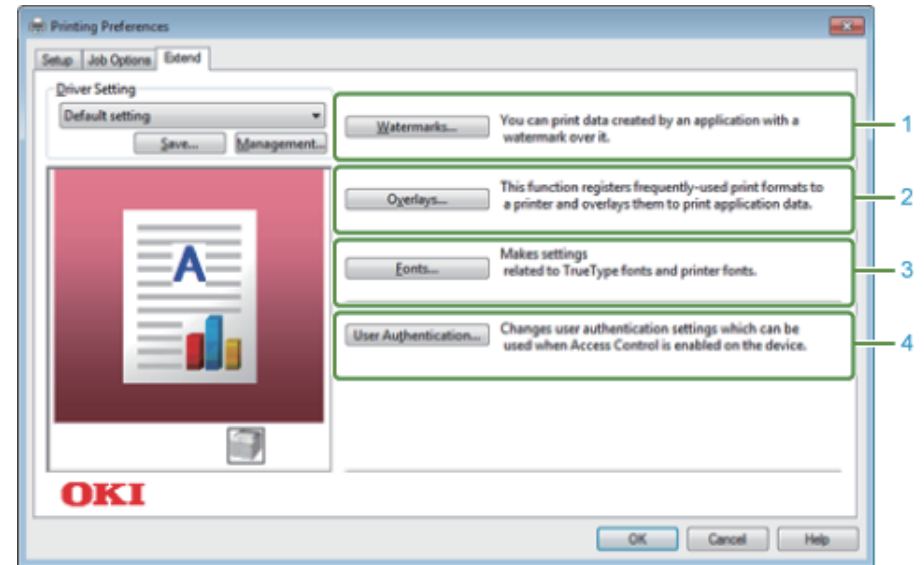 Printing Preferences
Setup
Job Options
Extend
Driver Setting
Default setting
Save...
Management...
Watermarks...
You can print data created by an application with a
watermark over it.
1
Overlays...
This function registers frequently-used print formats to
a printer and overlays them to print application data.
2
Fonts...
Makes settings
related to TrueType fonts and printer fonts.
3
User Authentication...
Changes user authentication settings which can be
used when Access Control is enabled on the device.
4
A
OKI
OK
Cancel
Help